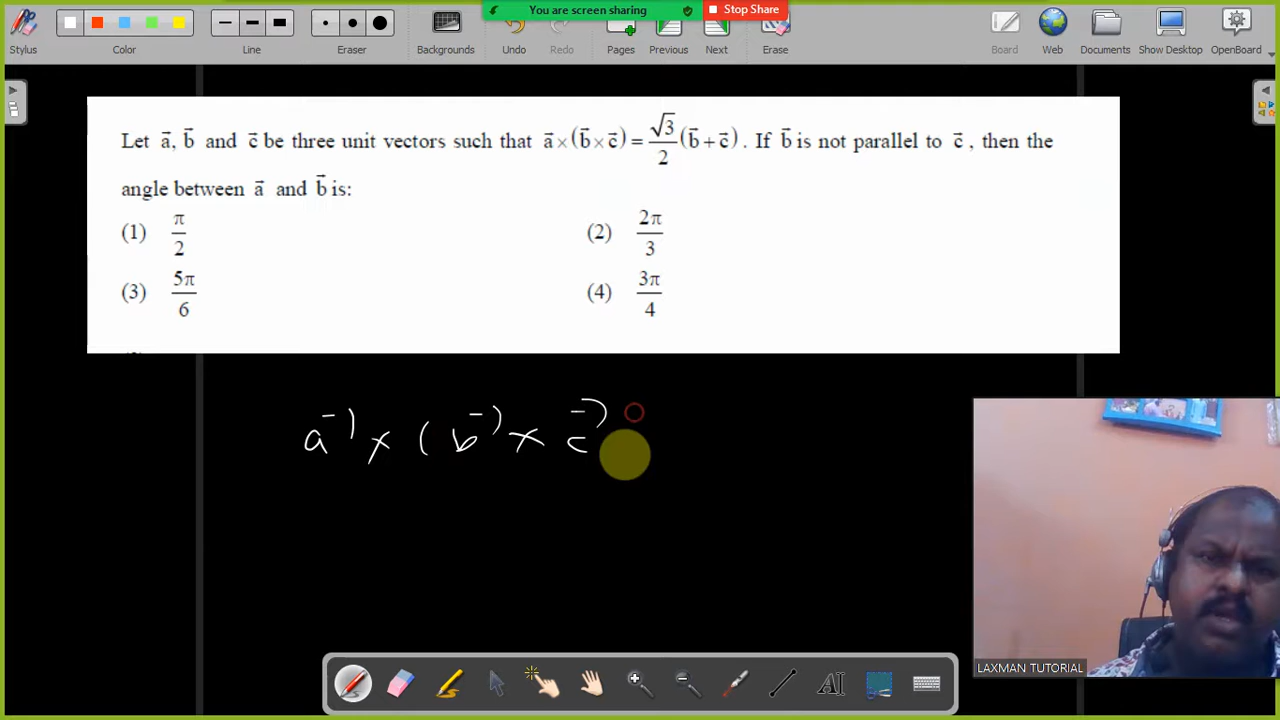 You are screen sharing Stop Share
Stylus Color Line Eraser Backgrounds Undo Redo Pages Previous Next Erase Board Web Documents Show Desktop OpenBoard
Let a⃗, b⃗ and c⃗ be three unit vectors such that a⃗×(b⃗×c⃗)=√3/2(b⃗+c⃗). If b⃗ is not parallel to c⃗, then the
angle between a⃗ and b⃗ is:
(1) π/2 (2) 2π/3
(3) 5π/6 (4) 3π/4
a⃗ × (b⃗ × c⃗
LAXMAN TUTORIAL
AI